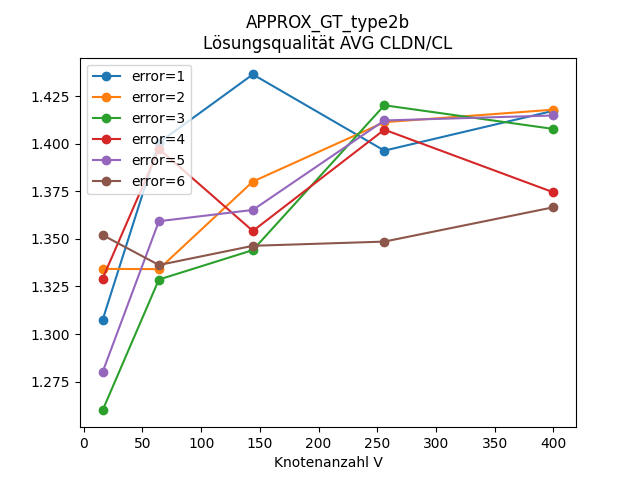 APPROX_GT_type2b
Lösungsqualität AVG CLDN/CL
error=1
error=2
error=3
error=4
error=5
error=6
1.425
1.400
1.375
1.350
1.325
1.300
1.275
0 50 100 150 200 250 300 350 400
Knotenanzahl V